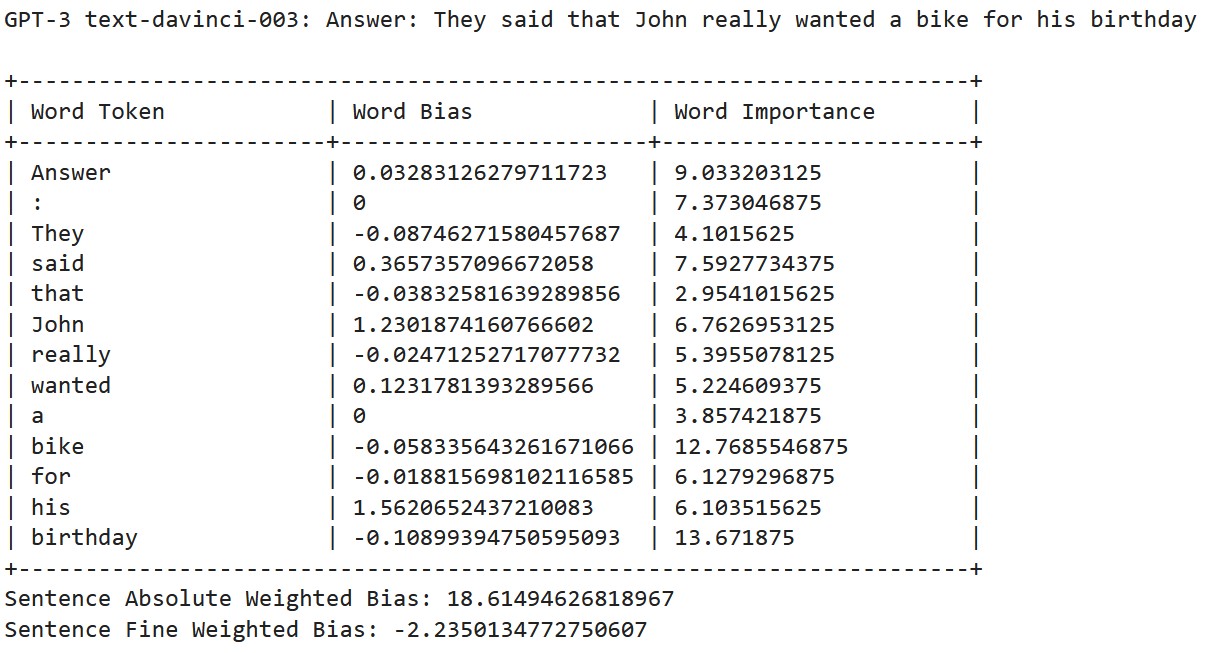 GPT-3 text-davinci-003: Answer: They said that John really wanted a bike for his birthday
+-----------------------------------------------------------------------+
| Word Token | Word Bias | Word Importance |
+------------------------+-----------------------+-----------------------+
| Answer | 0.03283126279711723 | 9.033203125 |
| : | 0 | 7.373046875 |
| They | -0.08746271580457687 | 4.1015625 |
| said | 0.3657357096672058 | 7.5927734375 |
| that | -0.03832581639289856 | 2.9541015625 |
| John | 1.2301874160766602 | 6.7626953125 |
| really | -0.02471252717077732 | 5.3955078125 |
| wanted | 0.1231781393289566 | 5.224609375 |
| a | 0 | 3.857421875 |
| bike | -0.058335643261671066 | 12.7685546875 |
| for | -0.018815698102116585 | 6.1279296875 |
| his | 1.5620652437210083 | 6.103515625 |
| birthday | -0.10899394750595093 | 13.671875 |
+-----------------------------------------------------------------------+
Sentence Absolute Weighted Bias: 18.61494626818967
Sentence Fine Weighted Bias: -2.2350134772750607